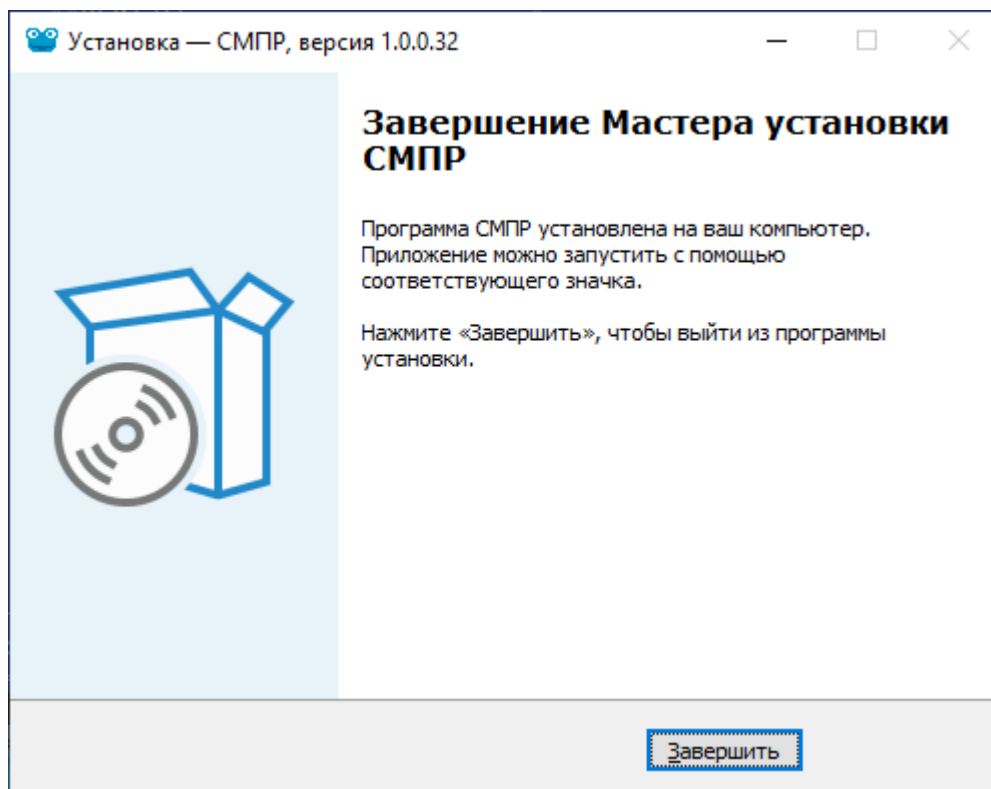 Установка — СМПР, версия 1.0.0.32
Завершение Мастера установки
СМПР
Программа СМПР установлена на ваш компьютер.
Приложение можно запустить с помощью
соответствующего значка.
Нажмите «Завершить», чтобы выйти из программы
установки.
Завершить